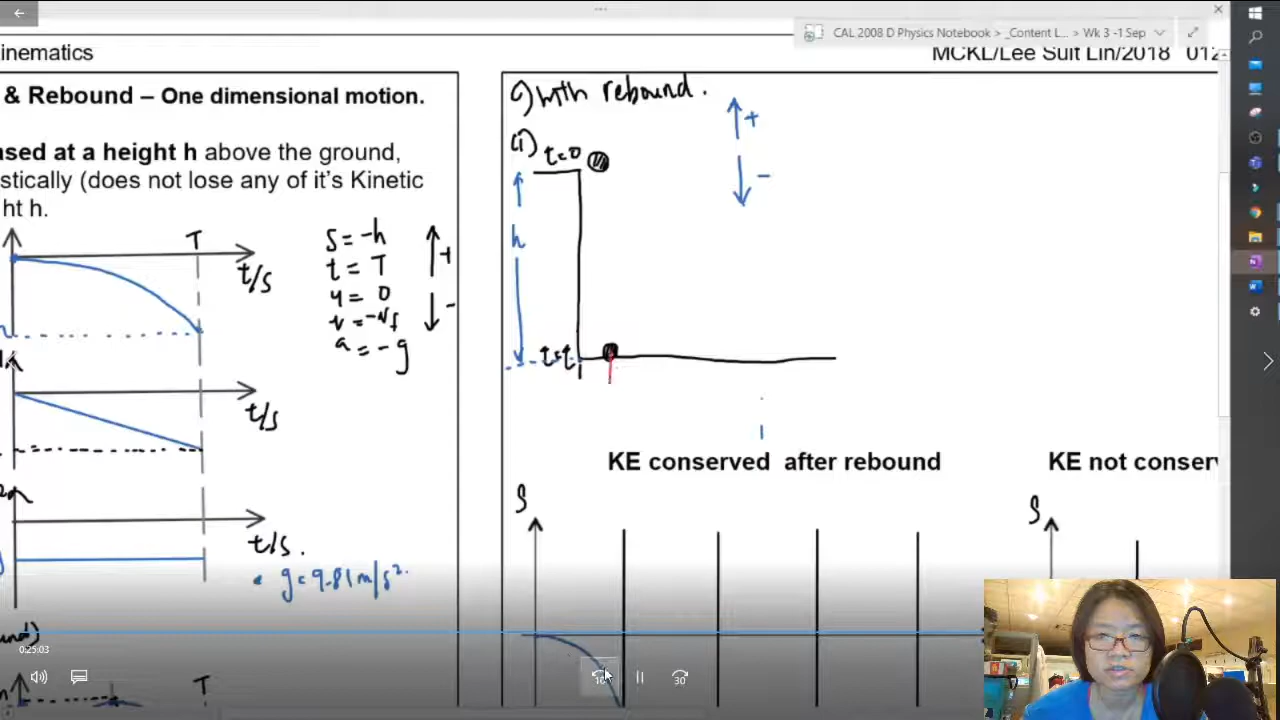 CAL 2008 D Physics Notebook > _Content L... > Wk 3 -1 Sep
inematics
MCKL/Lee Suit Lin/2018 012
& Rebound – One dimensional motion.
ased at a height h above the ground,
stically (does not lose any of it's Kinetic
ht h.
T
t/s
s = -h
t = T
u = 0
v = -vf
a = -g
+
-
t/s
t/s.
g = 9.81 m/s².
T
c) with rebound.
(i)
t=0
+
-
h
t=t
KE conserved after rebound
KE not conser
S
S
0:25:03
10
30